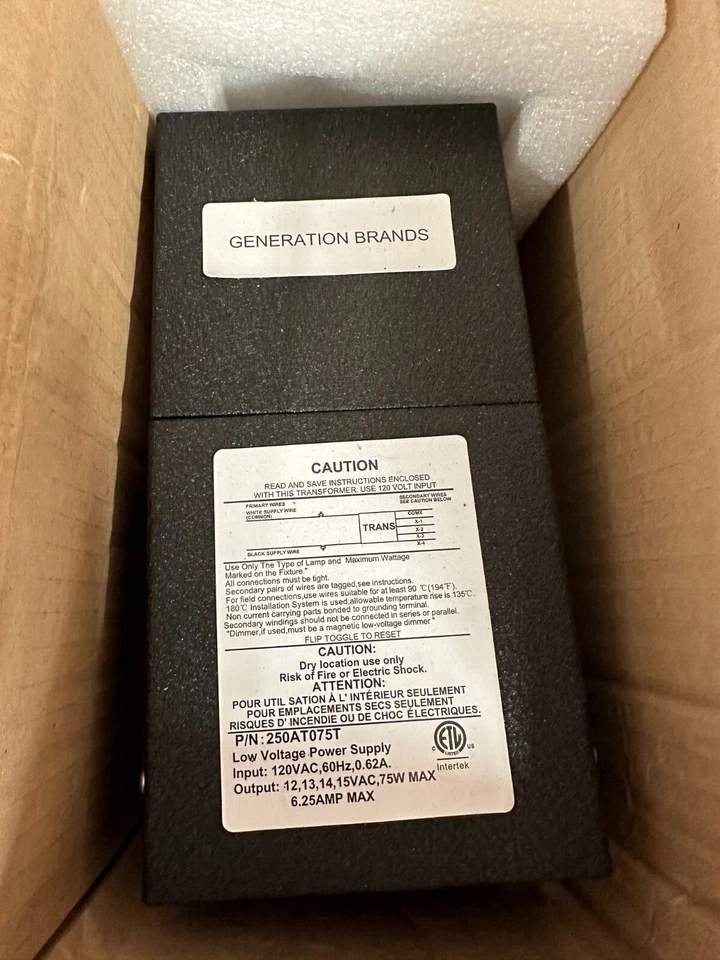 GENERATION BRANDS
CAUTION
READ AND SAVE INSTRUCTIONS ENCLOSED
WITH THIS TRANSFORMER. USE 120 VOLT INPUT
PRIMARY WIRES
WHITE SUPPLY WIRE
(COMMON)
SECONDARY WIRES
SEE CAUTION BELOW
TRANS
COMX
X-1
X-2
X-3
X-4
BLACK SUPPLY WIRE
Use Only The Type of Lamp and Maximum Wattage
Marked on the Fixture."
All connections must be tight.
Secondary pairs of wires are tagged,see instructions.
For field connections,use wires suitable for at least 90 ℃(194℉).
180℃ Installation System is used;allowable temperature rise is 135℃.
Non current carrying parts bonded to grounding terminal.
Secondary windings should not be connected in series or parallel.
"Dimmer,if used,must be a magnetic low-voltage dimmer "
FLIP TOGGLE TO RESET
CAUTION:
Dry location use only
Risk of Fire or Electric Shock.
ATTENTION:
POUR UTIL SATION À L' INTÉRIEUR SEULEMENT
POUR EMPLACEMENTS SECS SEULEMENT
RISQUES D' INCENDIE OU DE CHOC ÉLECTRIQUES.
P/N:250AT075T
Low Voltage Power Supply
Input: 120VAC,60Hz,0.62A.
Output: 12,13,14,15VAC,75W MAX
6.25AMP MAX
C ETL US
LISTED
Intertek